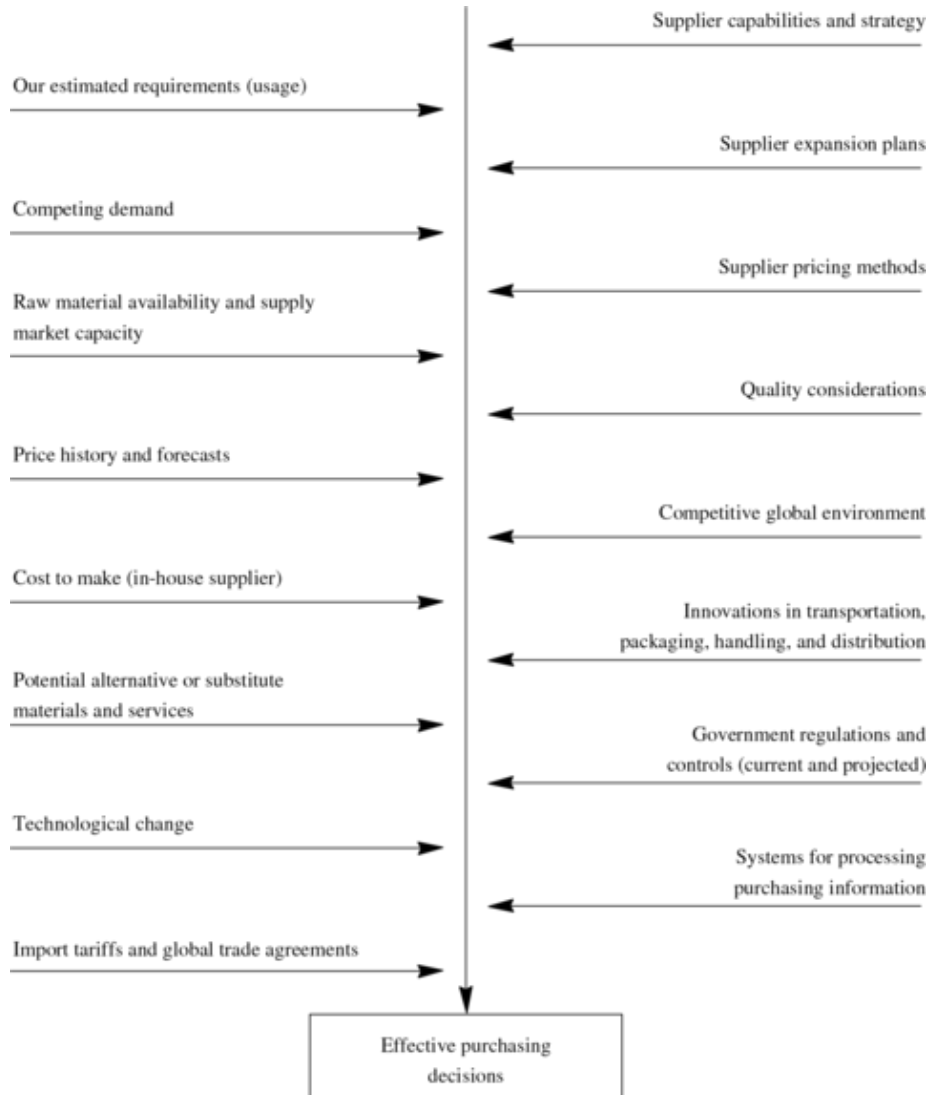 Supplier capabilities and strategy
Our estimated requirements (usage)
Supplier expansion plans
Competing demand
Supplier pricing methods
Raw material availability and supply
market capacity
Quality considerations
Price history and forecasts
Competitive global environment
Cost to make (in-house supplier)
Innovations in transportation,
packaging, handling, and distribution
Potential alternative or substitute
materials and services
Government regulations and
controls (current and projected)
Technological change
Systems for processing
purchasing information
Import tariffs and global trade agreements
Effective purchasing
decisions